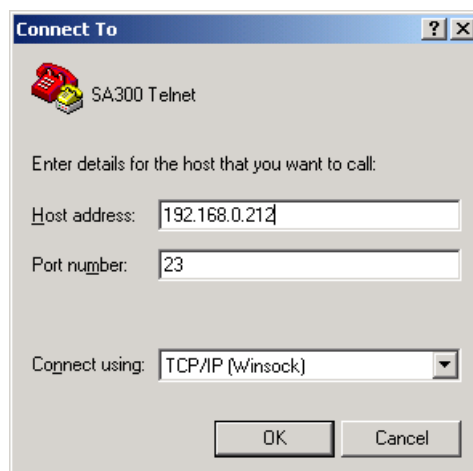 Connect To
SA300 Telnet
Enter details for the host that you want to call:
Host address: 192.168.0.212
Port number: 23
Connect using: TCP/IP (Winsock)
OK Cancel